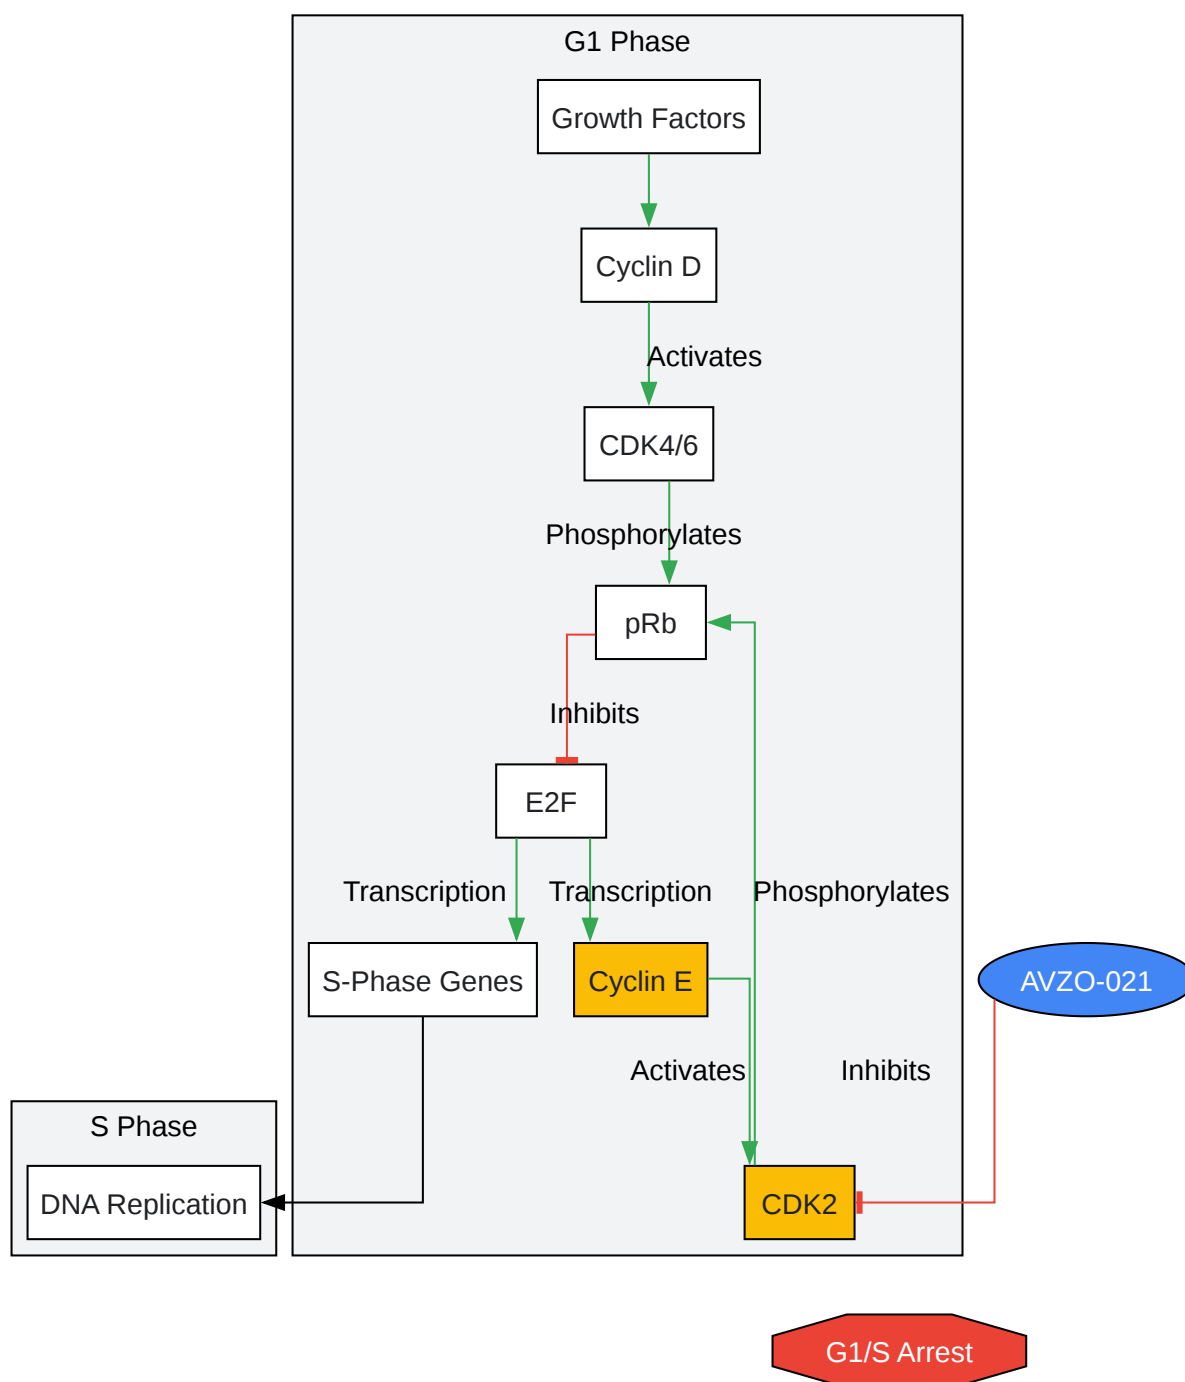 G1 Phase
Growth Factors
Cyclin D
Activates
CDK4/6
Phosphorylates
pRb
Inhibits
E2F
Transcription
Transcription
Phosphorylates
S-Phase Genes
Cyclin E
AVZO-021
Activates
Inhibits
S Phase
DNA Replication
CDK2
G1/S Arrest